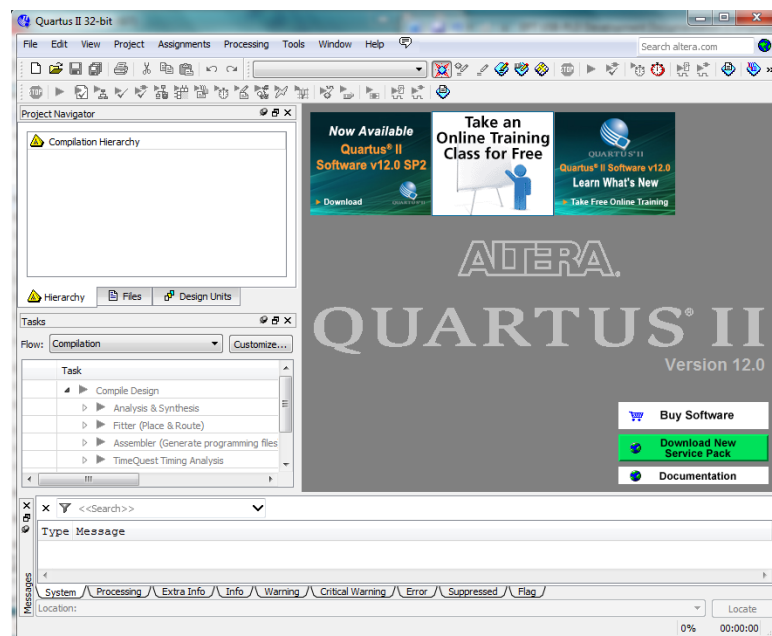 Quartus II 32-bit
File Edit View Project Assignments Processing Tools Window Help
Search altera.com
Project Navigator
Compilation Hierarchy
Hierarchy Files Design Units
Tasks
Flow: Compilation Customize...
Task
Compile Design
Analysis & Synthesis
Fitter (Place & Route)
Assembler (Generate programming files
TimeQuest Timing Analysis
Now Available
Quartus® II
Software v12.0 SP2
Download
QUARTUS II
Take an
Online Training
Class for Free
QUARTUS II
Quartus® II Software v12.0
Learn What's New
Take Free Online Training
ALTERA.
QUARTUS® II
Version 12.0
Buy Software
Download New
Service Pack
Documentation
<<Search>>
Type Message
Messages
System Processing Extra Info Info Warning Critical Warning Error Suppressed Flag
Location: Locate
0% 00:00:00